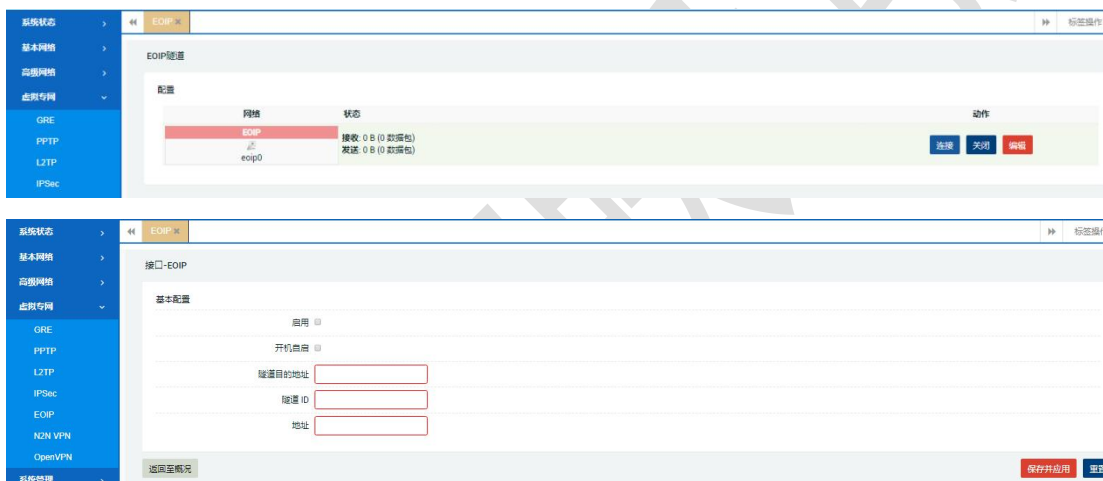 系统状态
基本网络
高级网络
虚拟专网
GRE
PPTP
L2TP
IPSec
EOIP
标签操作
EOIP隧道
配置
网络 状态 动作
EOIP
eoip0
接收: 0 B (0 数据包)
发送: 0 B (0 数据包)
连接 关闭 编辑
系统状态
基本网络
高级网络
虚拟专网
GRE
PPTP
L2TP
IPSec
EOIP
N2N VPN
OpenVPN
系统管理
EOIP
标签操作
接口-EOIP
基本配置
启用
开机自启
隧道目的地址
隧道 ID
地址
返回至概况
保存并应用 重置